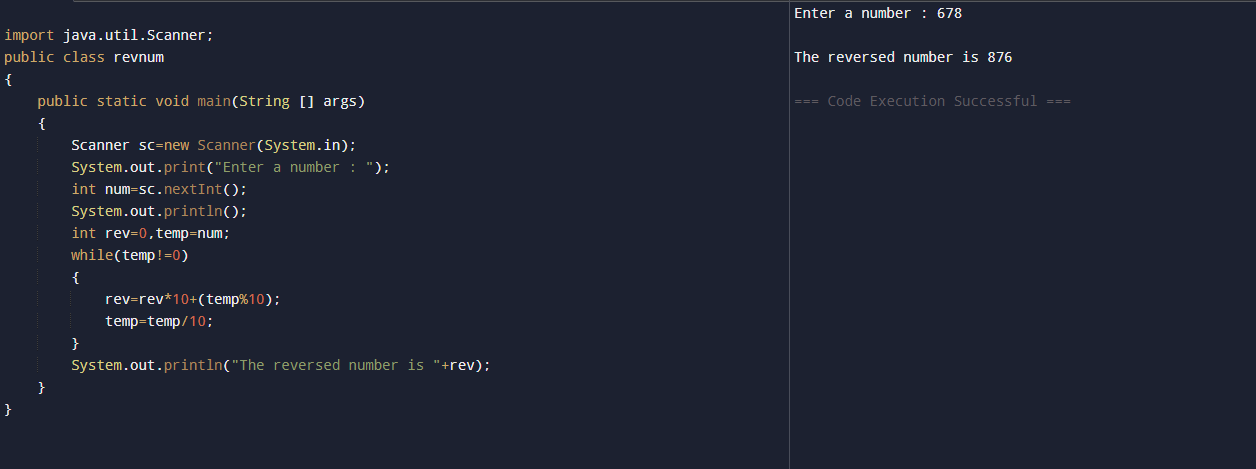 import java.util.Scanner;
public class revnum
{
    public static void main(String [] args)
    {
        Scanner sc=new Scanner(System.in);
        System.out.print("Enter a number : ");
        int num=sc.nextInt();
        System.out.println();
        int rev=0,temp=num;
        while(temp!=0)
        {
            rev=rev*10+(temp%10);
            temp=temp/10;
        }
        System.out.println("The reversed number is "+rev);
    }
}
Enter a number : 678
The reversed number is 876
=== Code Execution Successful ===